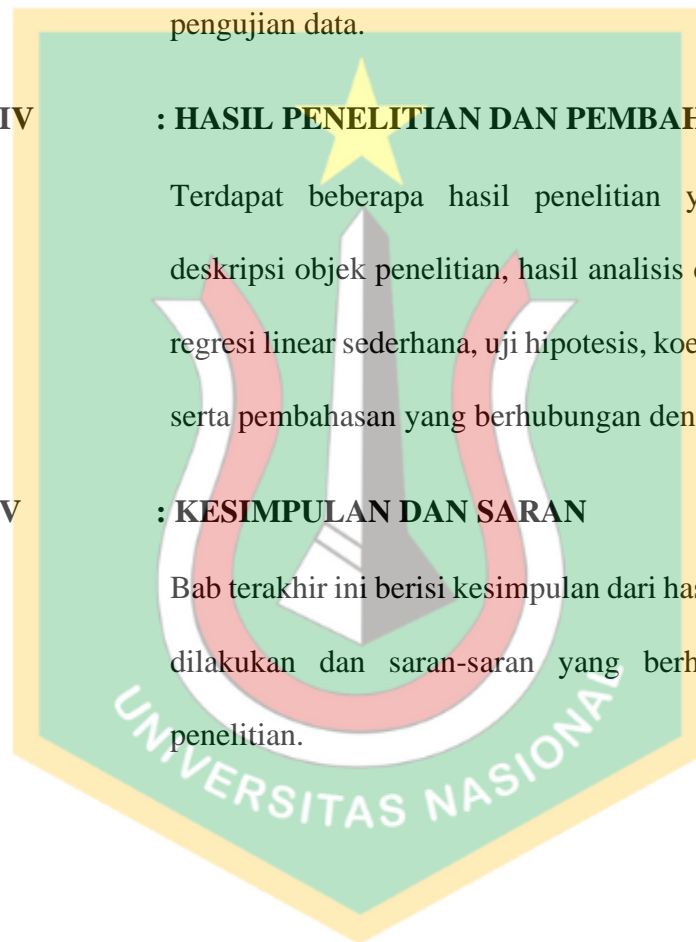 pengujian data.
IV : HASIL PENELITIAN DAN PEMBAH
Terdapat beberapa hasil penelitian y
deskripsi objek penelitian, hasil analisis
regresi linear sederhana, uji hipotesis, koe
serta pembahasan yang berhubungan den
V : KESIMPULAN DAN SARAN
Bab terakhir ini berisi kesimpulan dari has
dilakukan dan saran-saran yang berh
penelitian.
UNIVERSITAS NASIONAL